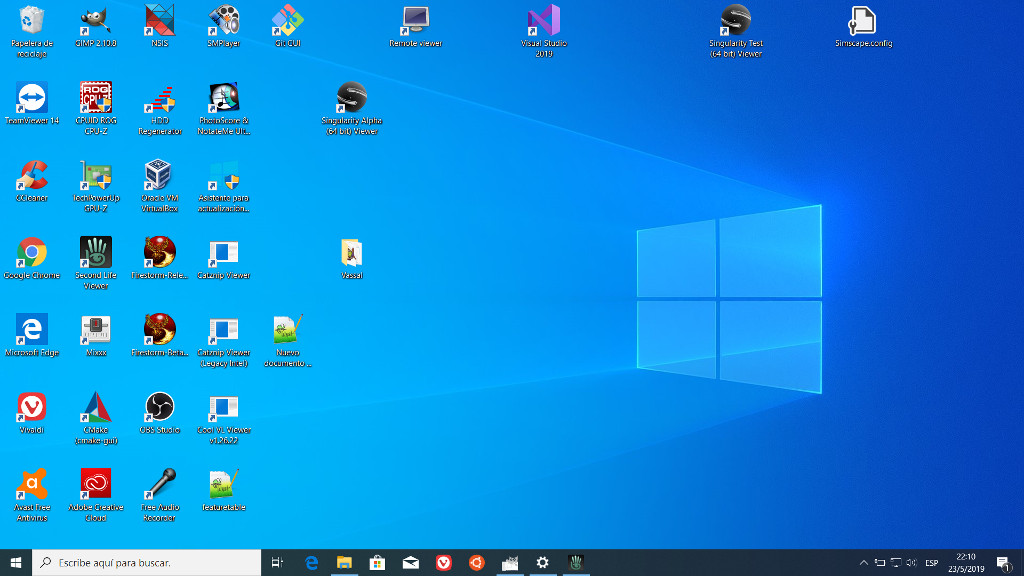 Papelera de
reciclaje
GIMP 2.10.8
NSIS
SMPlayer
Git GUI
Remote viewer
Visual Studio
2019
Singularity Test
(64 bit) Viewer
Simscape.config
TeamViewer 14
CPUID ROG
CPU-Z
HDD
Regenerator
PhotoScore &
NotateMe Ult...
Singularity Alpha
(64 bit) Viewer
CCleaner
TechPowerUp
GPU-Z
Oracle VM
VirtualBox
Asistente para
actualización...
Google Chrome
Second Life
Viewer
Firestorm-Rele...
Catznip Viewer
Vassal
Microsoft Edge
Mixxx
Firestorm-Beta...
Catznip Viewer
(Legacy Intel)
Nuevo
documento ...
Vivaldi
CMake
(cmake-gui)
OBS Studio
Cool VL Viewer
v1.26.22
Avast Free
Antivirus
Adobe Creative
Cloud
Free Audio
Recorder
featuretable
Escribe aquí para buscar.
ESP
22:10
23/5/2019
1